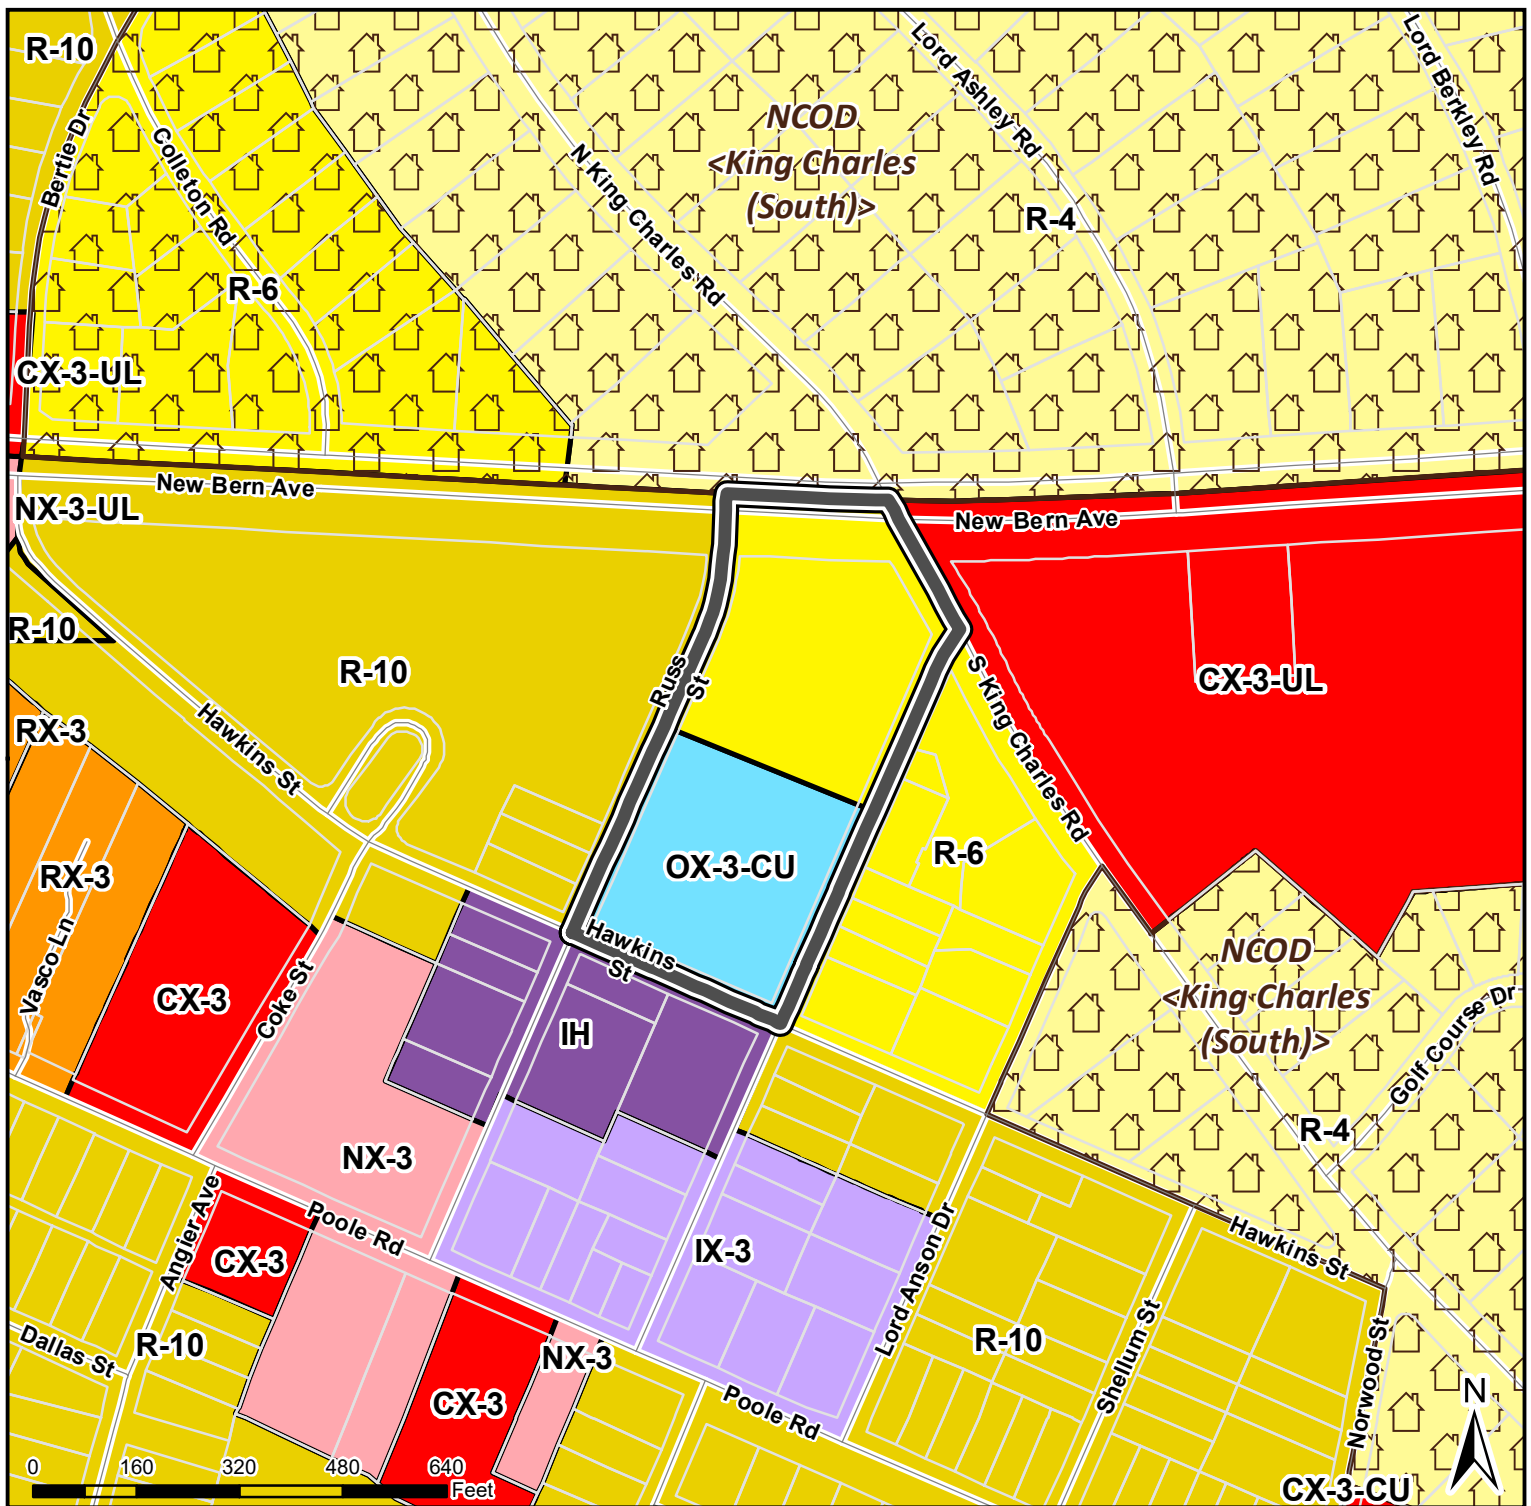 R-10
Bertie Dr
Colleton Rd
R-6
NCOD
<King Charles
(South)>
N King Charles Rd
Lord Ashley Rd
R-4
Lord Berkley Rd
CX-3-UL
NX-3-UL
New Bern Ave
New Bern Ave
R-10
R-10
Hawkins St
Russ
St
S King Charles Rd
CX-3-UL
RX-3
RX-3
Vasco Ln
CX-3
Coke St
OX-3-CU
R-6
Hawkins
St
IH
NCOD
<King Charles
(South)>
Golf Course Dr
R-4
NX-3
Poole Rd
Angier Ave
CX-3
IX-3
Lord Anson Dr
Hawkins St
Dallas St
R-10
NX-3
CX-3
Poole Rd
R-10
Shellum St
Norwood St
N
0 160 320 480 640
Feet
CX-3-CU